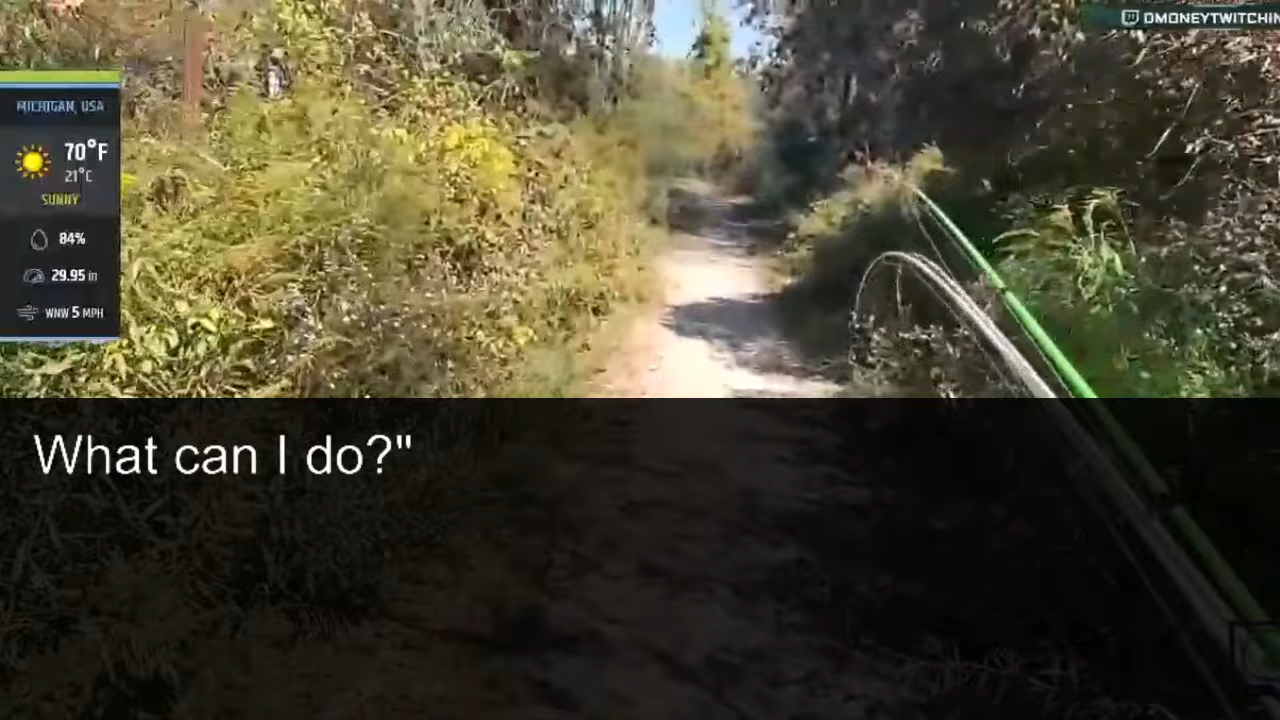 DMONEYTWITCHIN
MICHIGAN, USA
70°F
21°C
SUNNY
84%
29.95 in
WNW 5 MPH
What can I do?"